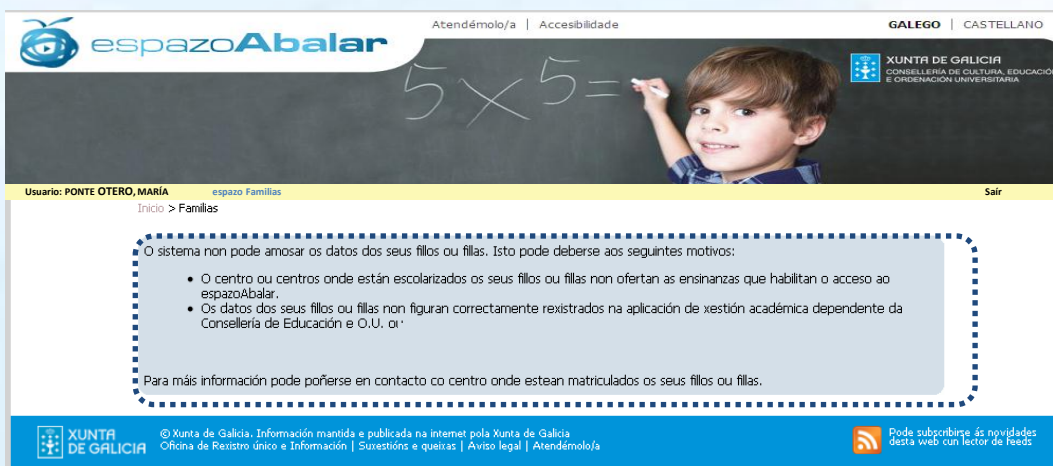 Atendémolo/a | Accesibilidade
GALEGO | CASTELLANO
espazoAbalar
5 x 5 =
XUNTA DE GALICIA
CONSELLERÍA DE CULTURA, EDUCACIÓN
E ORDENACIÓN UNIVERSITARIA
Usuario: PONTE OTERO, MARÍA espazo Familias Saír
Inicio > Familias
O sistema non pode amosar os datos dos seus fillos ou fillas. Isto pode deberse aos seguintes motivos:
• O centro ou centros onde están escolarizados os seus fillos ou fillas non ofertan as ensinanzas que habilitan o acceso ao
espazoAbalar.
• Os datos dos seus fillos ou fillas non figuran correctamente rexistrados na aplicación de xestión académica dependente da
Consellería de Educación e O.U.
Para máis información pode poñerse en contacto co centro onde estean matriculados os seus fillos ou fillas.
XUNTA
DE GALICIA
© Xunta de Galicia. Información mantida e publicada na internet pola Xunta de Galicia
Oficina de Rexistro único e Información | Suxestións e queixas | Aviso legal | Atendémolo/a
Pode subscribirse ás novidades
desta web cun lector de feeds